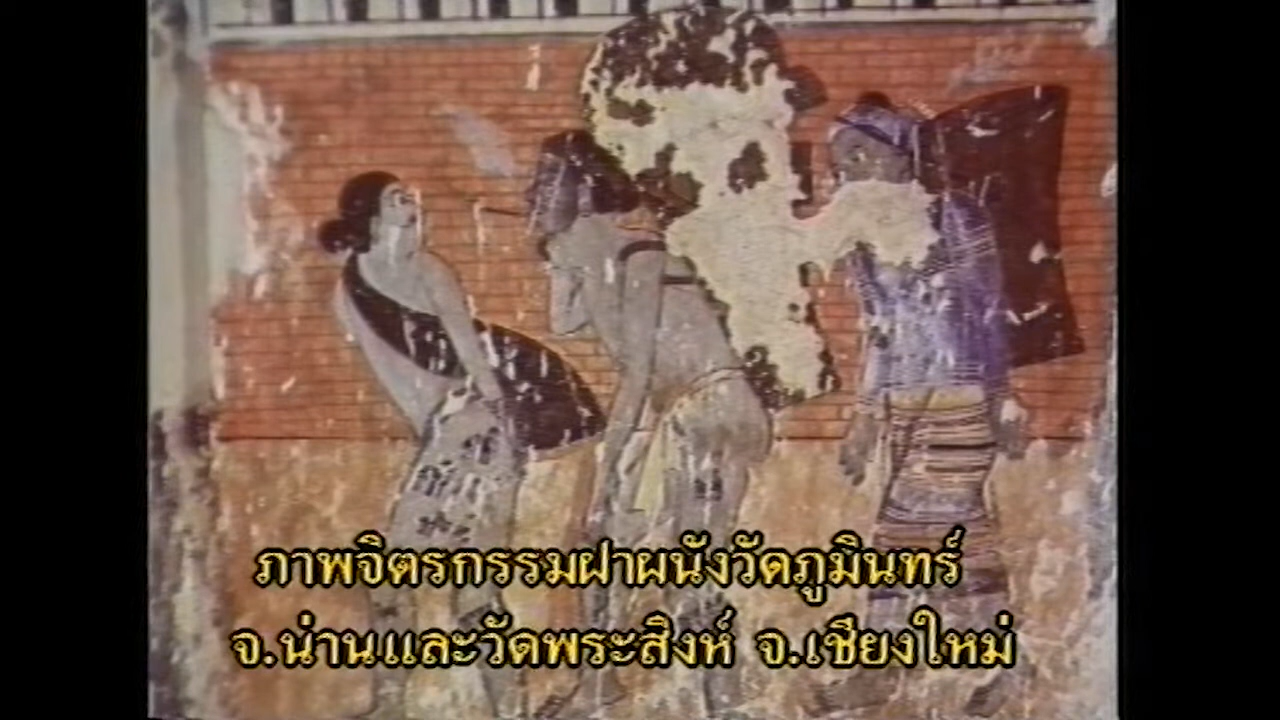 ภาพจิตรกรรมฝาผนังวัดภูมินทร์
จ.น่านและวัดพระสิงห์ จ.เชียงใหม่